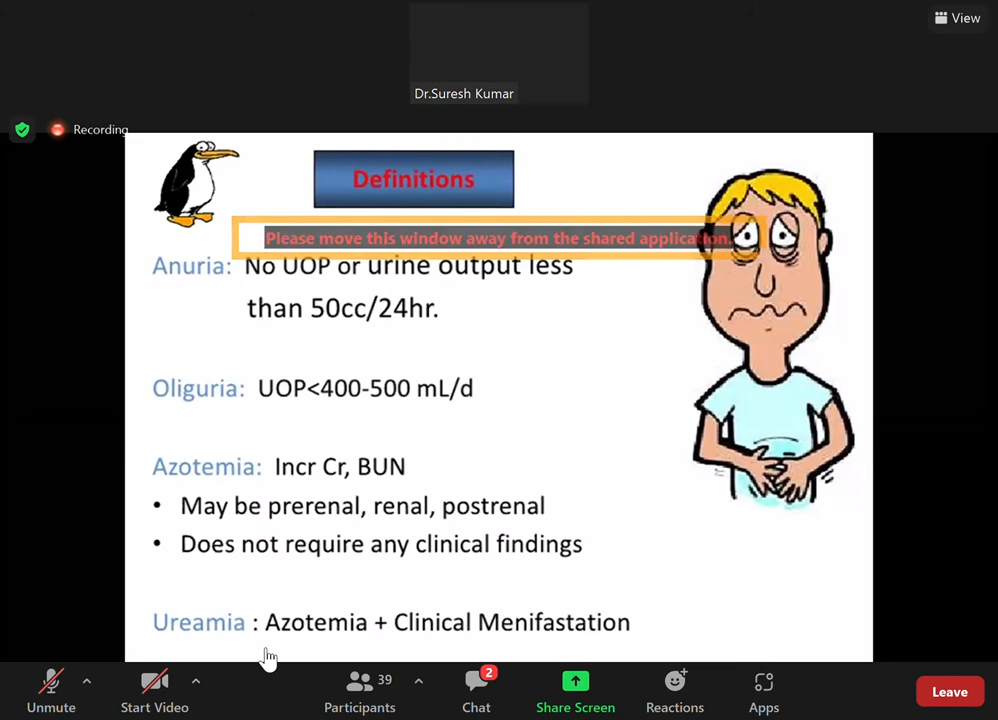 View
Dr.Suresh Kumar
Recording
Definitions
Please move this window away from the shared application.
Anuria: No UOP or urine output less
than 50cc/24hr.
Oliguria: UOP<400-500 mL/d
Azotemia: Incr Cr, BUN
• May be prerenal, renal, postrenal
• Does not require any clinical findings
Ureamia : Azotemia + Clinical Menifastation
Unmute
Start Video
39
Participants
2
Chat
Share Screen
Reactions
Apps
Leave